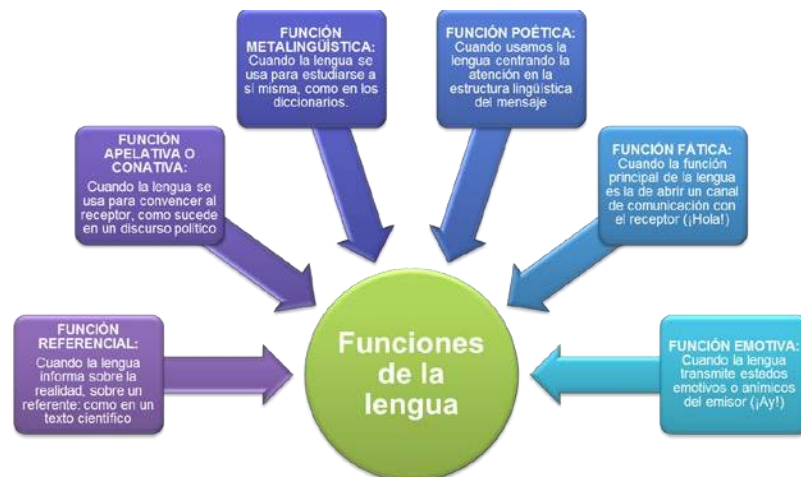 FUNCIÓN
METALINGÜÍSTICA:
Cuando la lengua se
usa para estudiarse a
sí misma, como en los
diccionarios.
FUNCIÓN POÉTICA:
Cuando usamos la
lengua centrando la
atención en la
estructura lingüística
del mensaje
FUNCIÓN
APELATIVA O
CONATIVA:
Cuando la lengua se
usa para convencer al
receptor, como sucede
en un discurso político
FUNCIÓN FÁTICA:
Cuando la función
principal de la lengua
es la de abrir un canal
de comunicación con
el receptor (¡Hola!)
FUNCIÓN
REFERENCIAL:
Cuando la lengua
informa sobre la
realidad, sobre un
referente: como en un
texto científico
Funciones
de la
lengua
FUNCIÓN EMOTIVA:
Cuando la lengua
transmite estados
emotivos o anímicos
del emisor (¡Ay!)